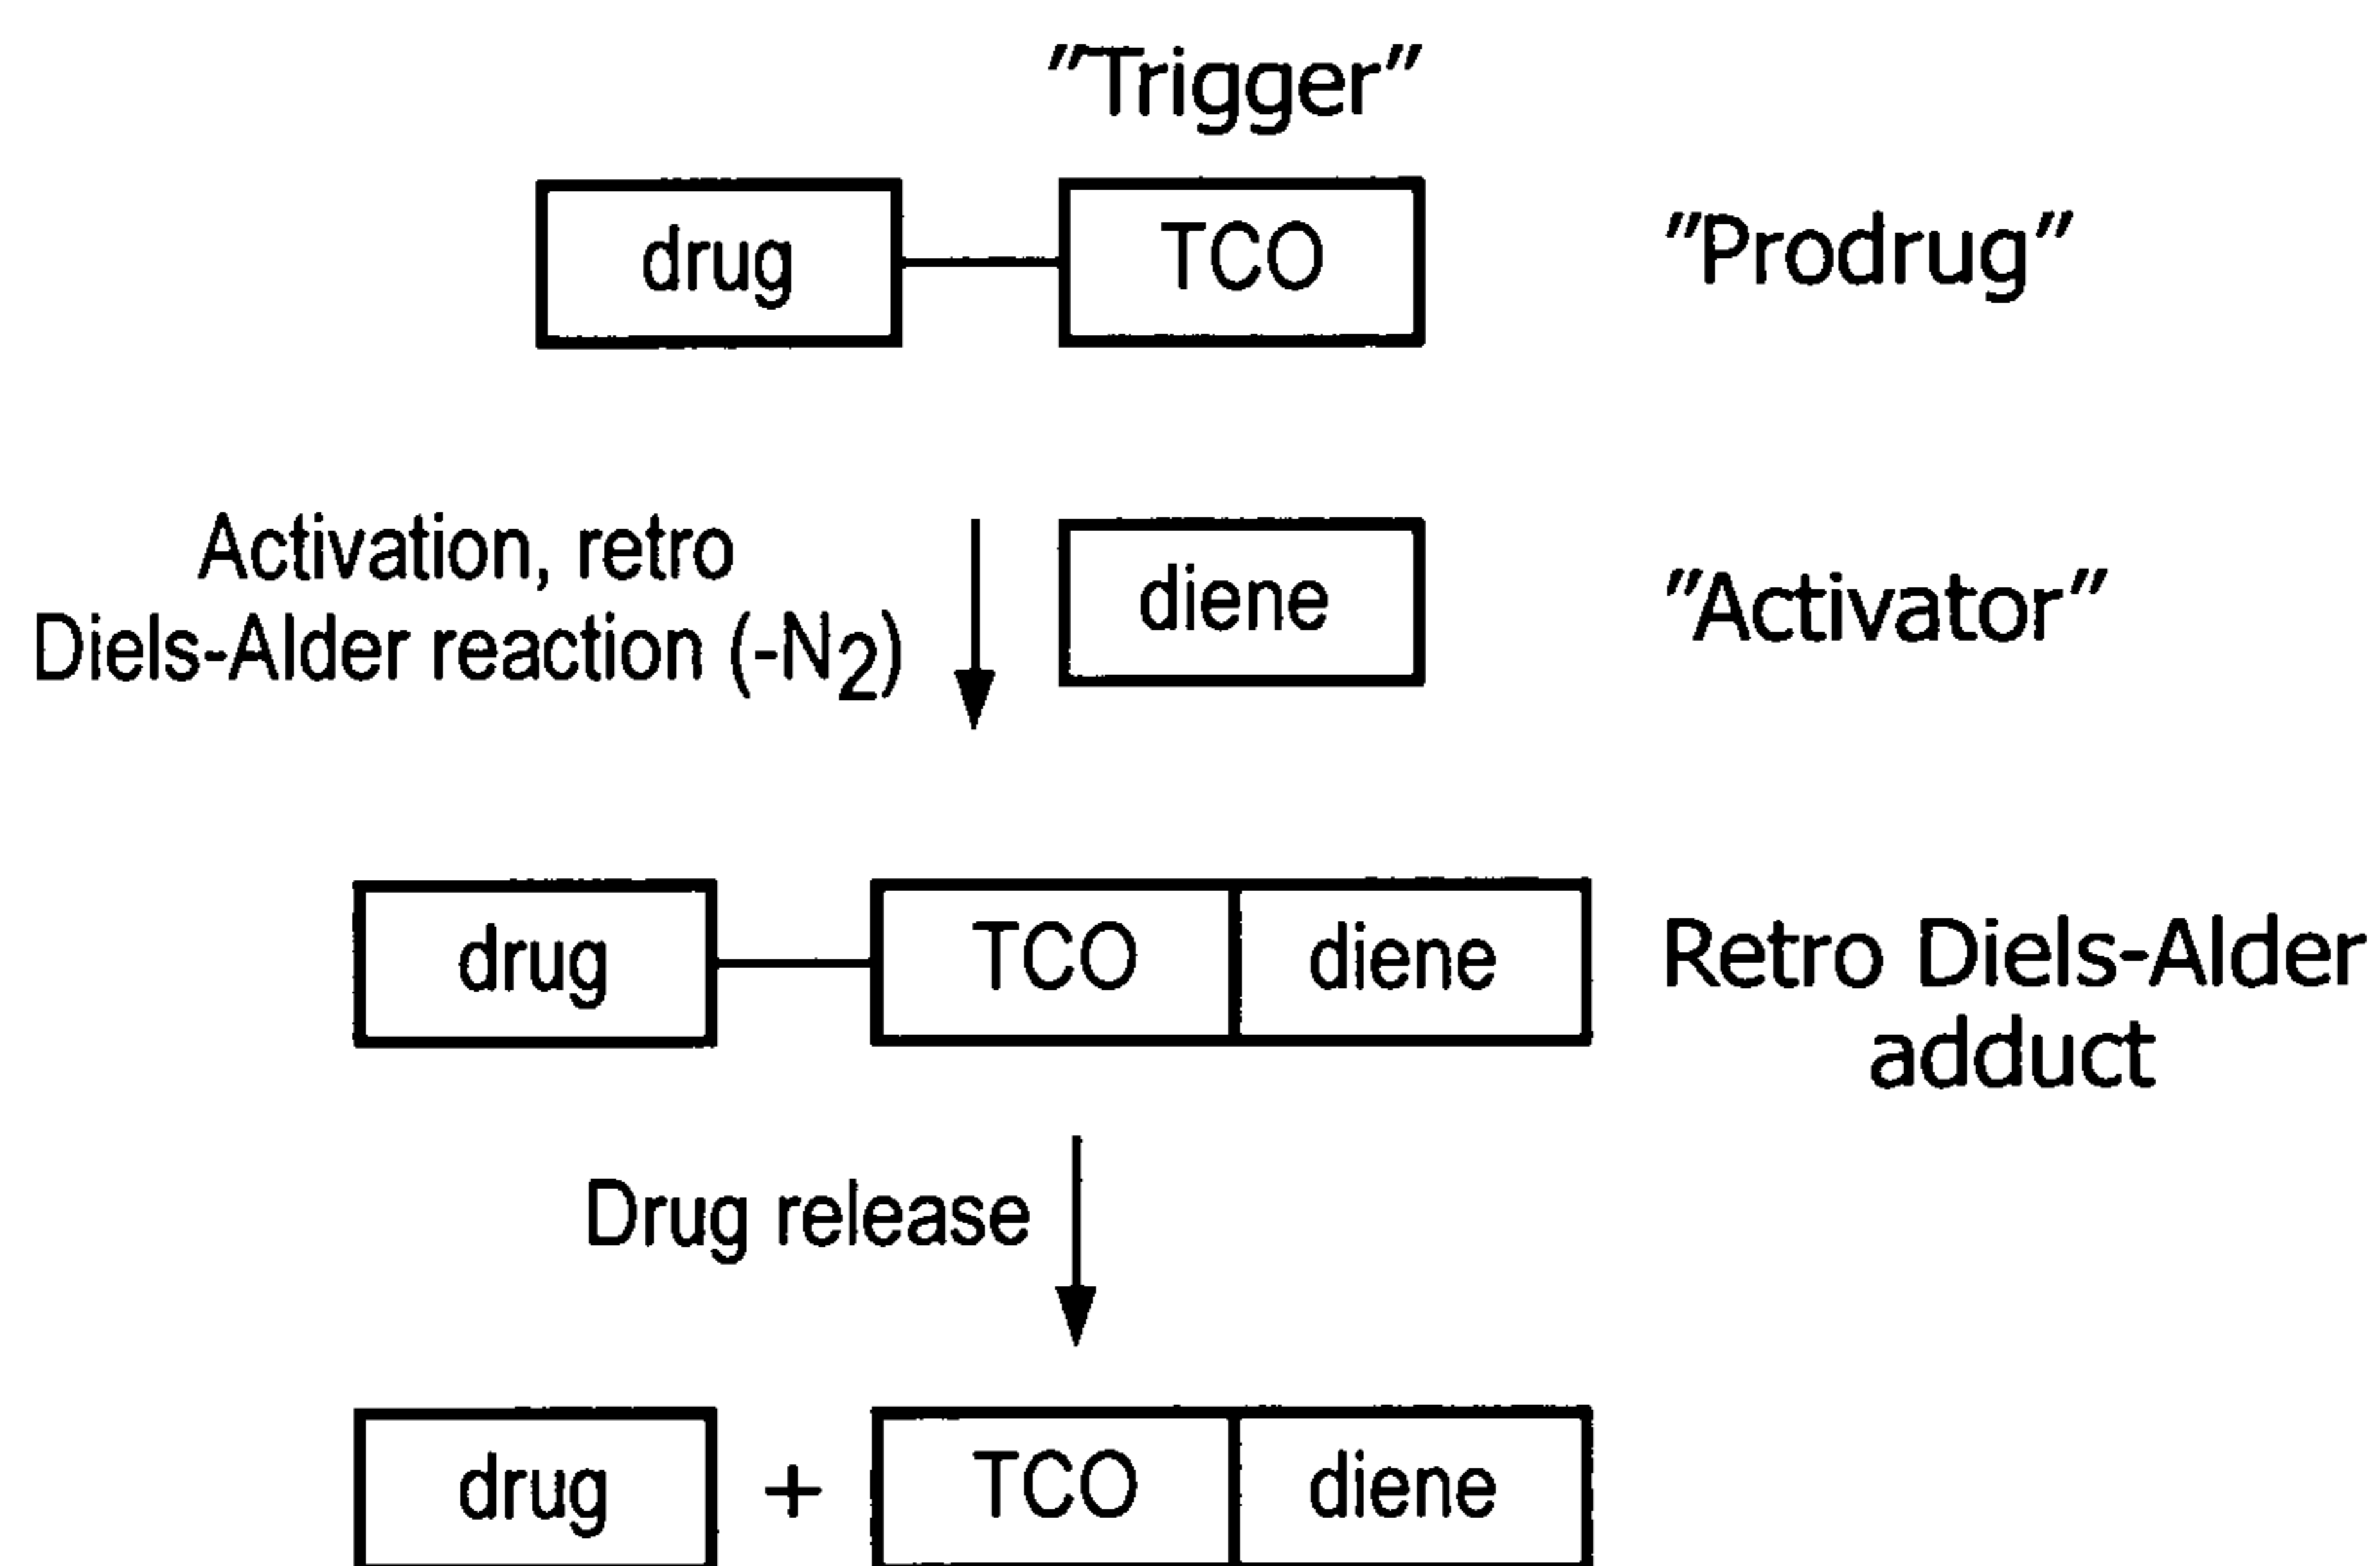 "Trigger"
drug TCO "Prodrug"
Activation, retro
Diels-Alder reaction (-N2)
diene "Activator"
drug TCO diene Retro Diels-Alder
adduct
Drug release
drug + TCO diene